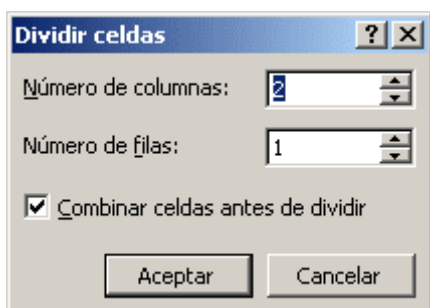 Dividir celdas
Número de columnas: 2
Número de filas: 1
Combinar celdas antes de dividir
Aceptar Cancelar